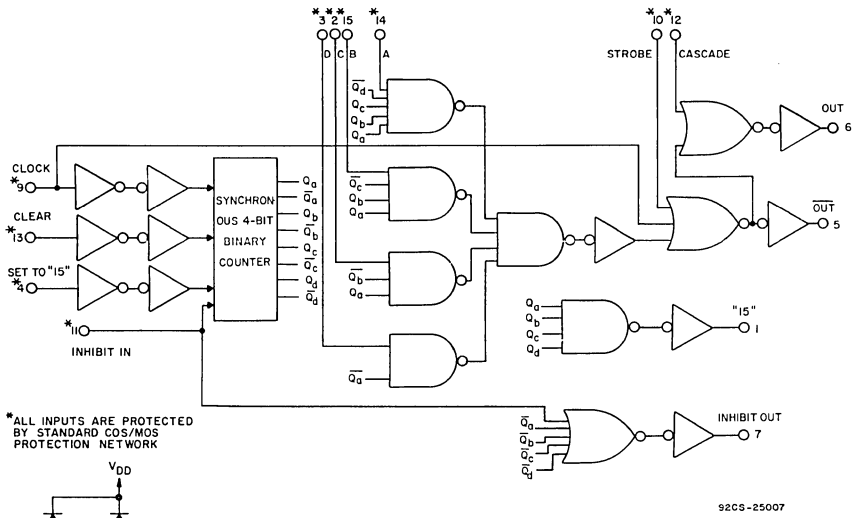 *3 *2 *15 *14 *10 *12
D C B A STROBE CASCADE
Q̅d
Qc
Qb
Qa
OUT
6
CLOCK
*9
Q̅c
Qb
Qa
SYNCHRON-
OUS 4-BIT
BINARY
COUNTER
Qa
Q̅a
Qb
Q̅b
Qc
Q̅c
Qd
Q̅d
CLEAR
*13
OUT̅
5
SET TO "15"
*4
Q̅b
Qa
*11
INHIBIT IN
Qa
Qb
Qc
Qd
"15"
1
Q̅a
*ALL INPUTS ARE PROTECTED
BY STANDARD COS/MOS
PROTECTION NETWORK
Q̅a
Q̅b
Q̅c
Q̅d
INHIBIT OUT
7
VDD
92CS-25007